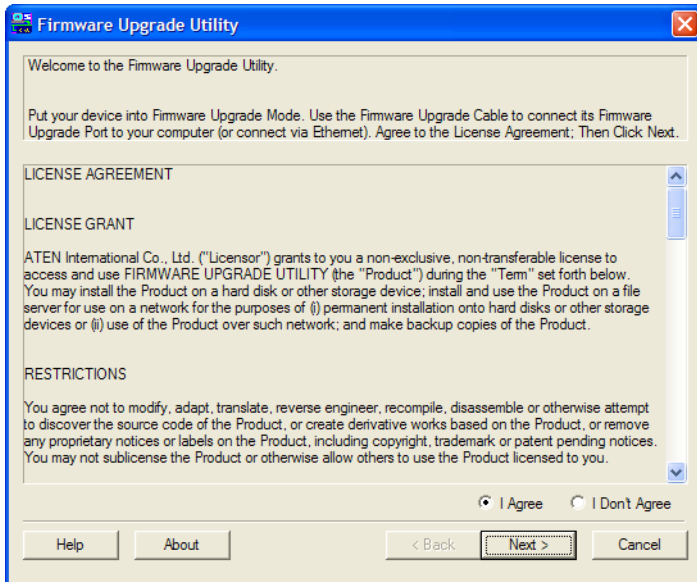 Firmware Upgrade Utility
Welcome to the Firmware Upgrade Utility.
Put your device into Firmware Upgrade Mode. Use the Firmware Upgrade Cable to connect its Firmware
Upgrade Port to your computer (or connect via Ethernet). Agree to the License Agreement; Then Click Next.
LICENSE AGREEMENT
LICENSE GRANT
ATEN International Co., Ltd. ("Licensor") grants to you a non-exclusive, non-transferable license to
access and use FIRMWARE UPGRADE UTILITY (the "Product") during the "Term" set forth below.
You may install the Product on a hard disk or other storage device; install and use the Product on a file
server for use on a network for the purposes of (i) permanent installation onto hard disks or other storage
devices or (ii) use of the Product over such network; and make backup copies of the Product.
RESTRICTIONS
You agree not to modify, adapt, translate, reverse engineer, recompile, disassemble or otherwise attempt
to discover the source code of the Product, or create derivative works based on the Product, or remove
any proprietary notices or labels on the Product, including copyright, trademark or patent pending notices.
You may not sublicense the Product or otherwise allow others to use the Product licensed to you.
I Agree I Don't Agree
Help About < Back Next > Cancel